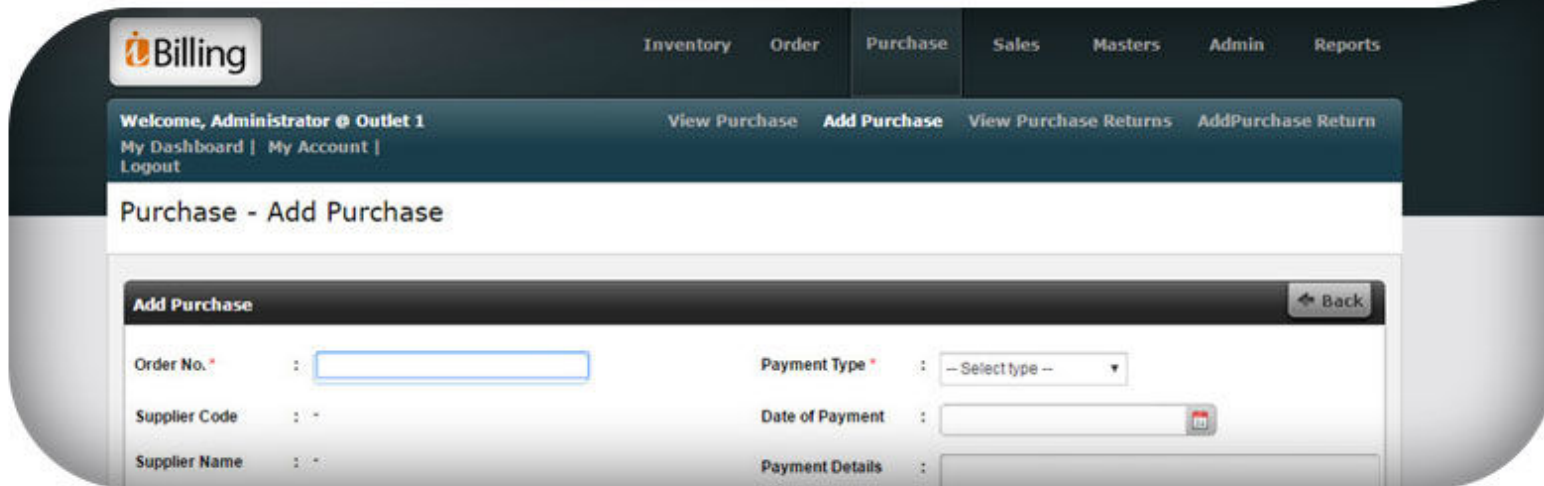 iBilling
Inventory Order Purchase Sales Masters Admin Reports
Welcome, Administrator @ Outlet 1
My Dashboard | My Account |
Logout
View Purchase Add Purchase View Purchase Returns AddPurchase Return
Purchase - Add Purchase
Add Purchase
Back
Order No. * :
Payment Type * : -- Select type --
Supplier Code : -
Date of Payment :
Supplier Name : -
Payment Details :